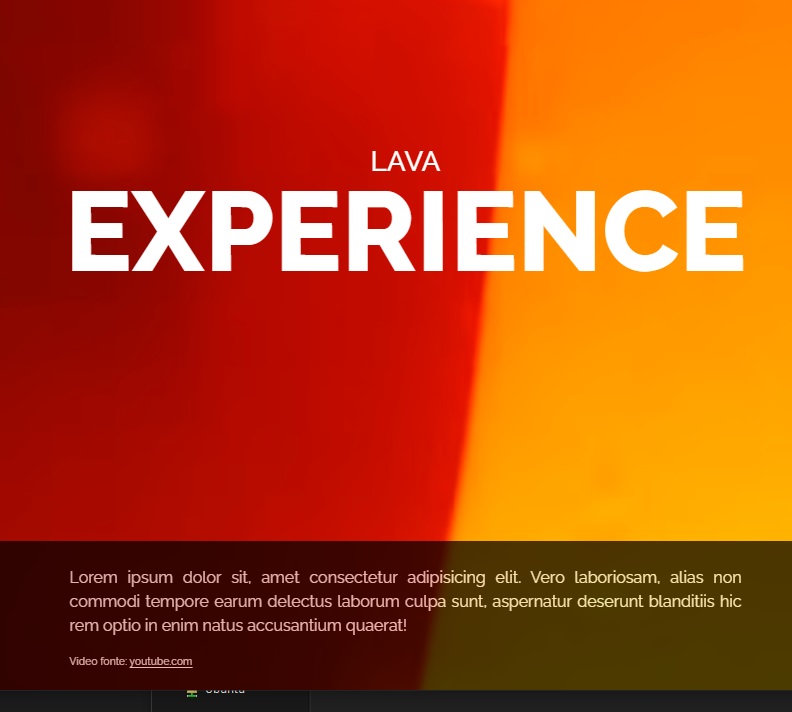 LAVA
EXPERIENCE
Lorem ipsum dolor sit, amet consectetur adipisicing elit. Vero laboriosam, alias non
commodi tempore earum delectus laborum culpa sunt, aspernatur deserunt blanditiis hic
rem optio in enim natus accusantium quaerat!
Video fonte: youtube.com
Ubuntu